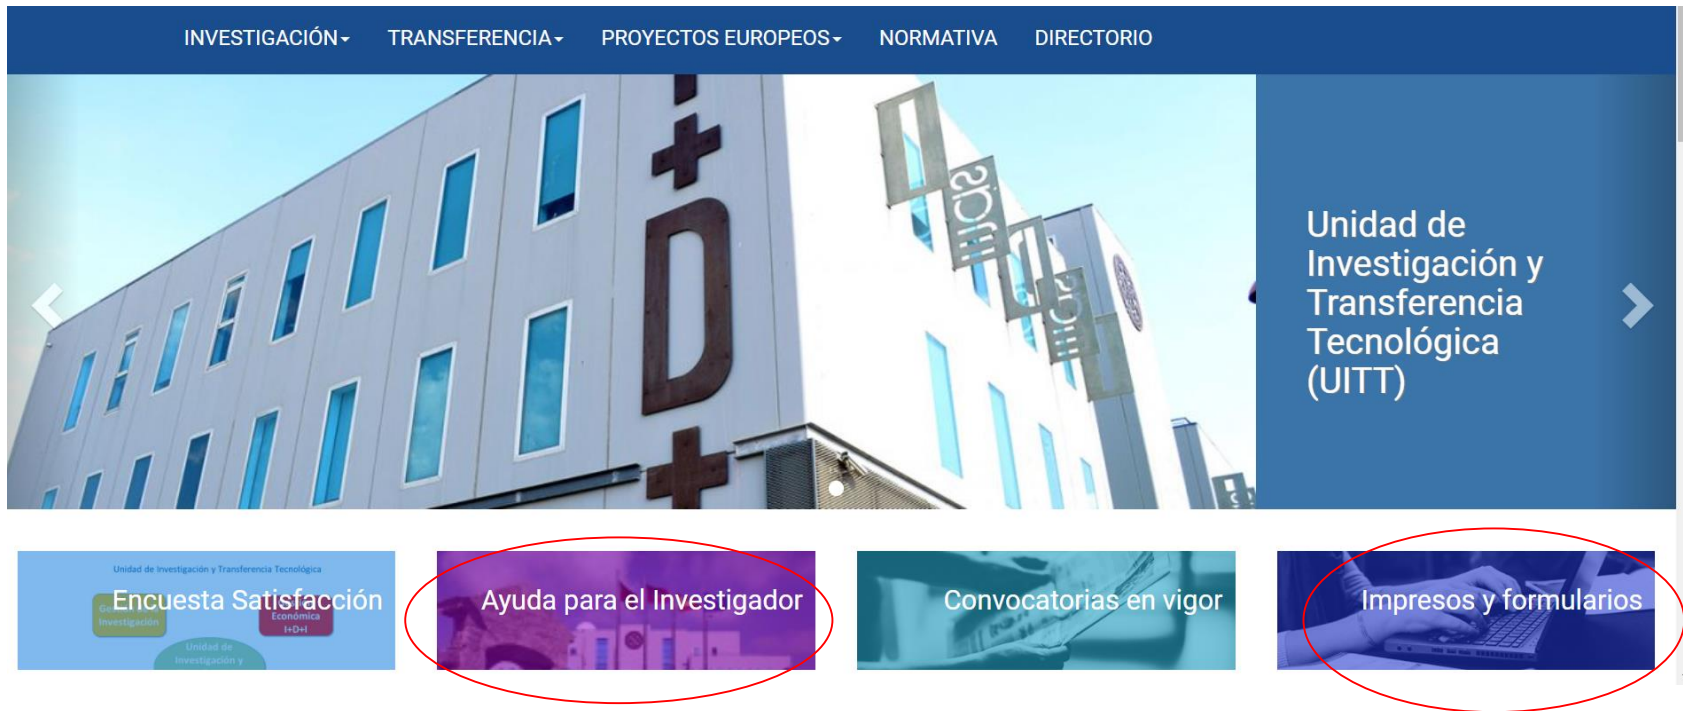 INVESTIGACIÓN
TRANSFERENCIA
PROYECTOS EUROPEOS
NORMATIVA
DIRECTORIO
+D+
Unidad de
Investigación y
Transferencia
Tecnológica
(UITT)
Unidad de Investigación y Transferencia Tecnológica
Encuesta Satisfacción
Investigación
Económica
I+D+I
Unidad de
Investigación y
Ayuda para el Investigador
Convocatorias en vigor
Impresos y formularios